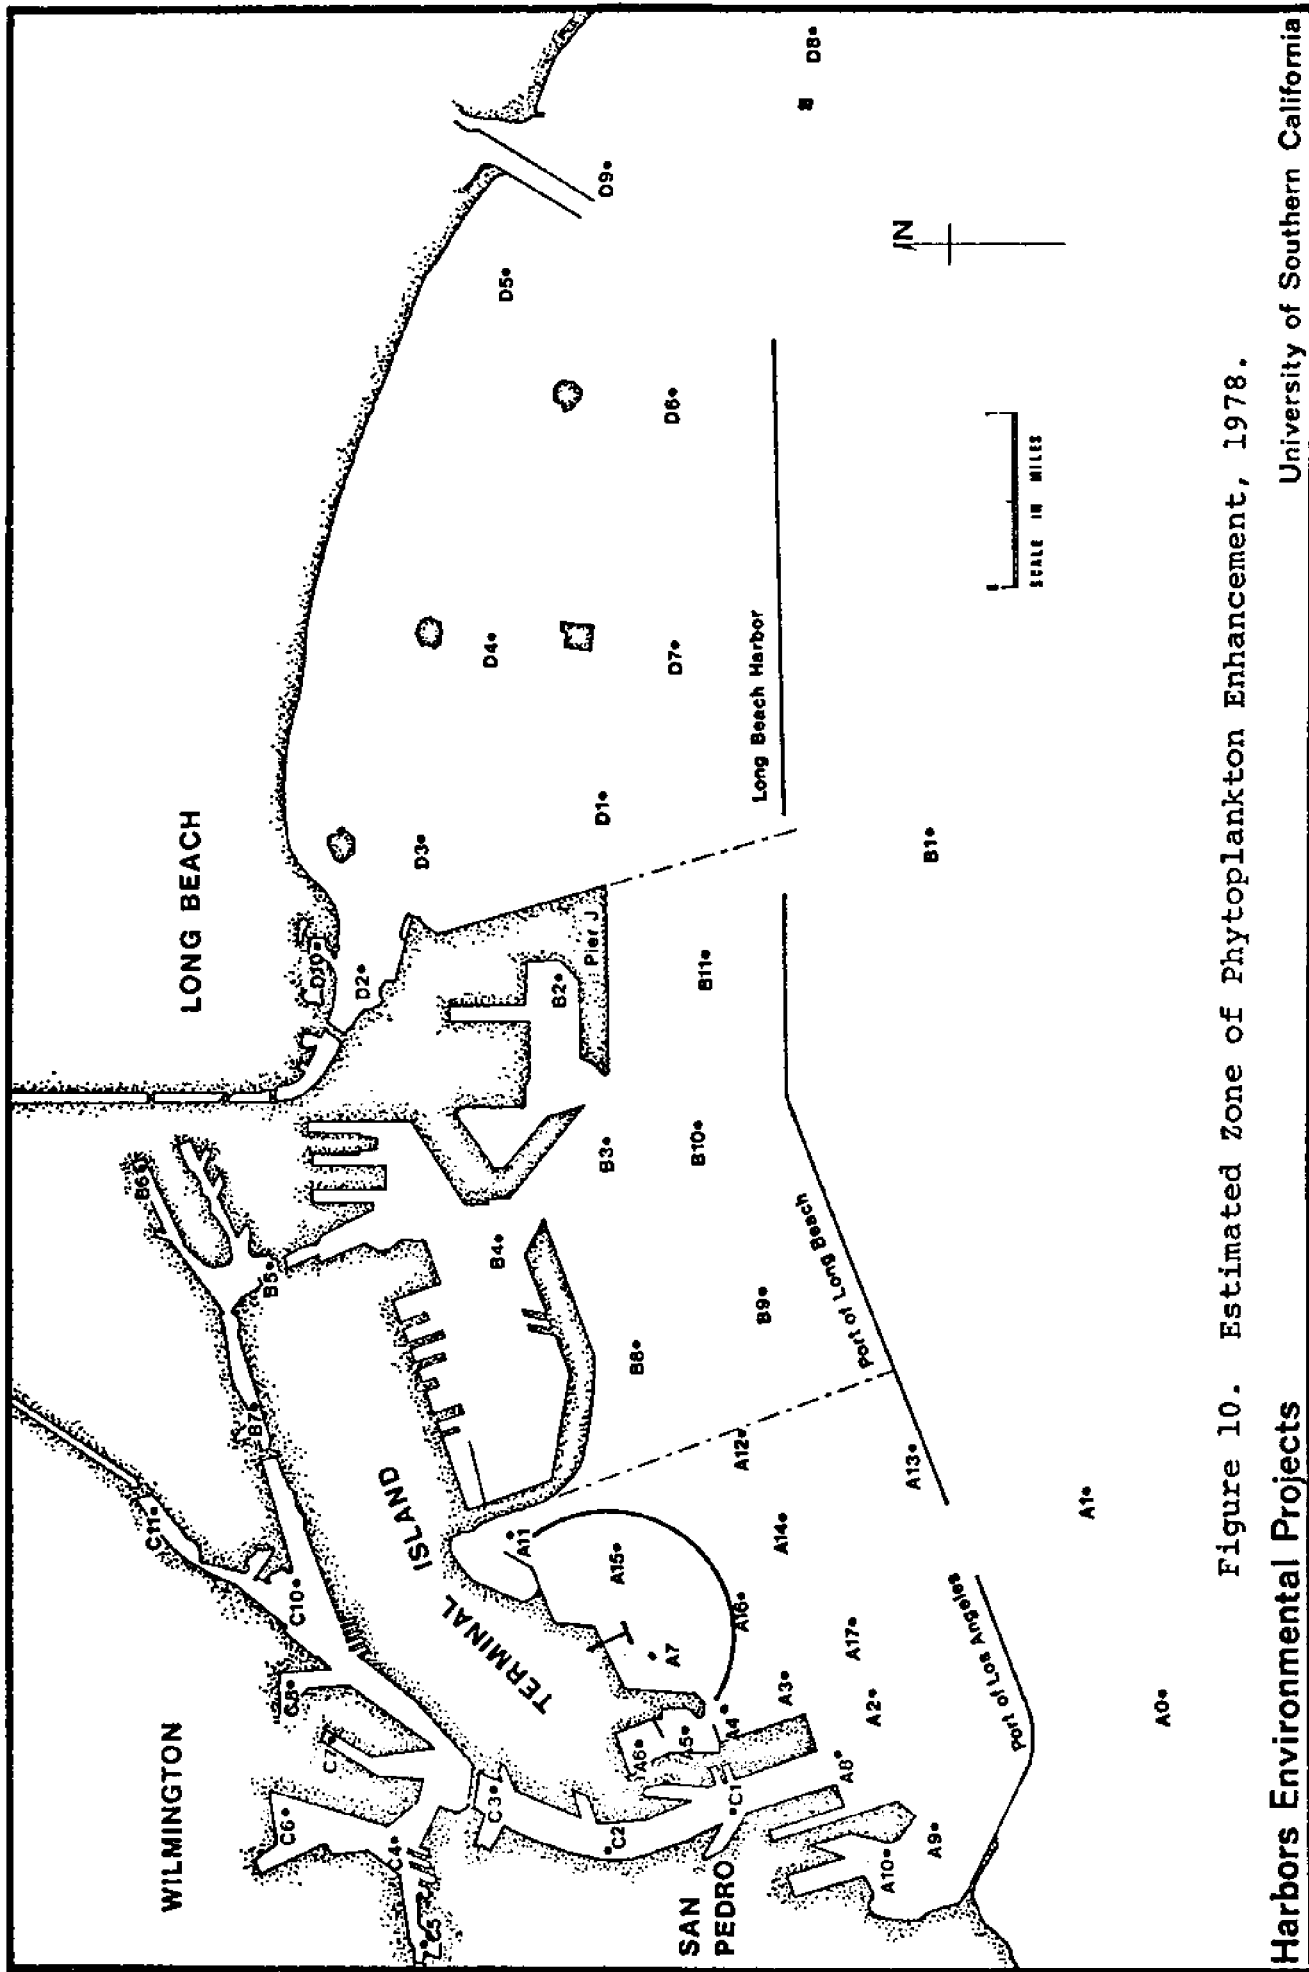 WILMINGTON
LONG BEACH
TERMINAL
ISLAND
SAN
PEDRO
C11
C10
C8
C7
C6
C5
C4
C3
C2
C1
B7
B6
B5
B4
B3
B2
B8
B9
B10
B11
B1
Pier J
D10
D2
D3
D1
D4
D7
D5
D6
D9
D8
A11
A15
A7
A16
A12
A14
A13
A17
A6
A5
A4
A3
A2
A8
A9
A10
A1
A0
Port of Los Angeles
Port of Long Beach
Long Beach Harbor
N
0 1
SCALE IN MILES
Figure 10. Estimated Zone of Phytoplankton Enhancement, 1978.
Harbors Environmental Projects
University of Southern California